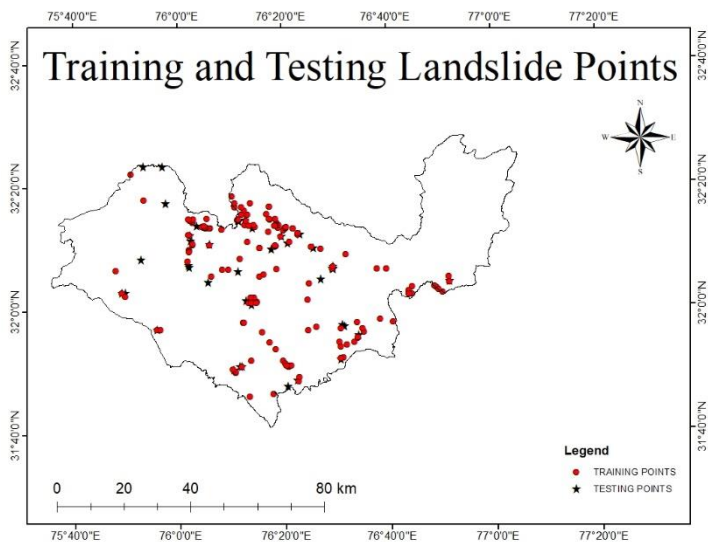 75°40'0"E 76°0'0"E 76°20'0"E 76°40'0"E 77°0'0"E 77°20'0"E
Training and Testing Landslide Points
32°40'0"N 32°40'0"N
N
W E
S
32°20'0"N 32°20'0"N
32°0'0"N 32°0'0"N
31°40'0"N 31°40'0"N
Legend
TRAINING POINTS
TESTING POINTS
0 20 40 80 km
75°40'0"E 76°0'0"E 76°20'0"E 76°40'0"E 77°0'0"E 77°20'0"E